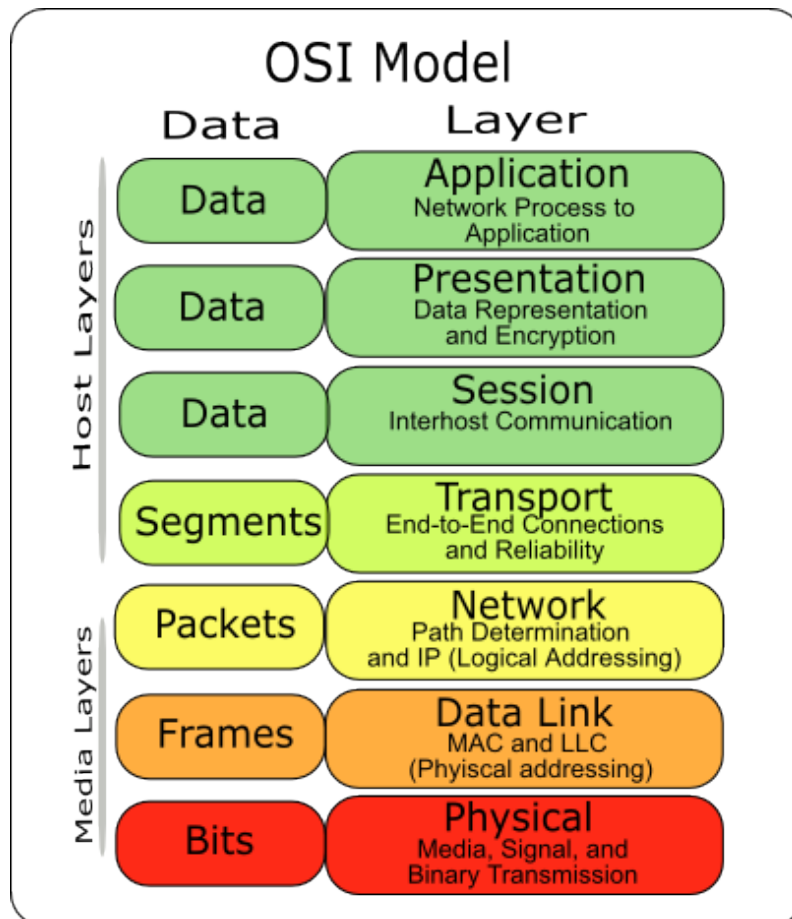 OSI Model
Data Layer
Host Layers
Data
Application
Network Process to
Application
Data
Presentation
Data Representation
and Encryption
Data
Session
Interhost Communication
Segments
Transport
End-to-End Connections
and Reliability
Media Layers
Packets
Network
Path Determination
and IP (Logical Addressing)
Frames
Data Link
MAC and LLC
(Phyiscal addressing)
Bits
Physical
Media, Signal, and
Binary Transmission